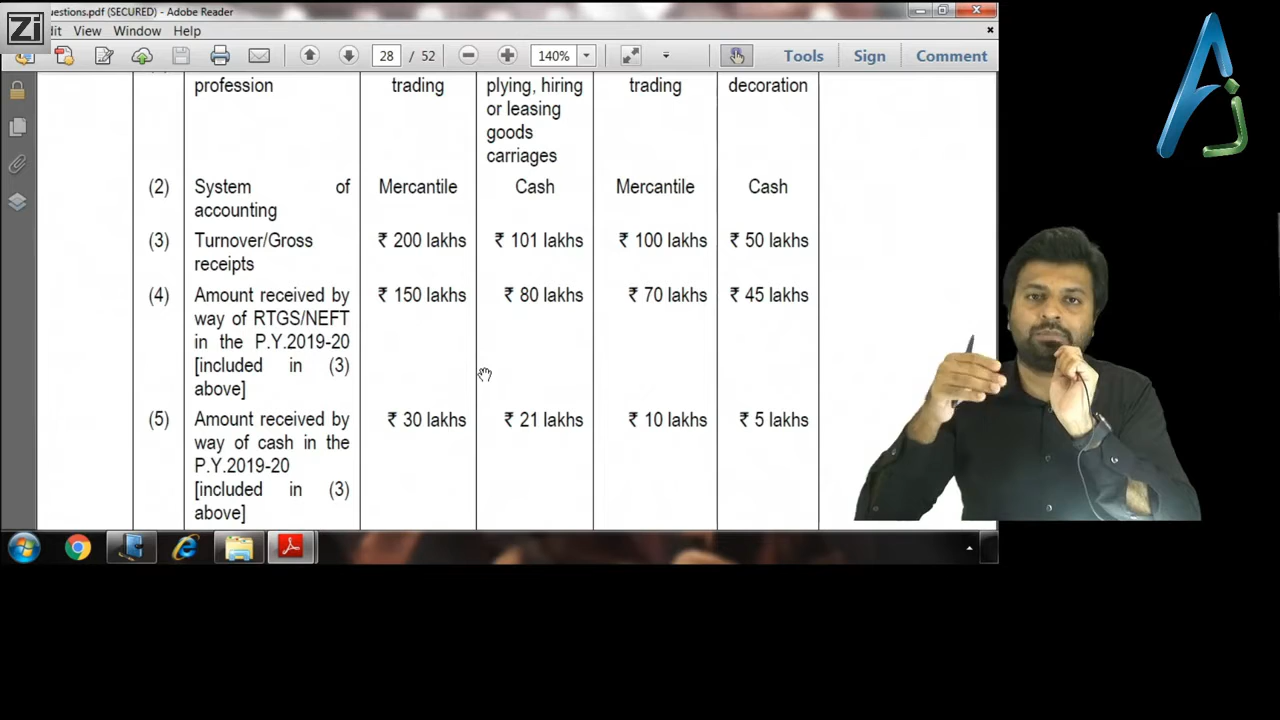 Zi
uestions.pdf (SECURED) - Adobe Reader
dit View Window Help
28 / 52 140% Tools Sign Comment
profession trading plying, hiring trading decoration
or leasing
goods
carriages
(2) System of Mercantile Cash Mercantile Cash
accounting
(3) Turnover/Gross ₹ 200 lakhs ₹ 101 lakhs ₹ 100 lakhs ₹ 50 lakhs
receipts
(4) Amount received by ₹ 150 lakhs ₹ 80 lakhs ₹ 70 lakhs ₹ 45 lakhs
way of RTGS/NEFT
in the P.Y.2019-20
[included in (3)
above]
(5) Amount received by ₹ 30 lakhs ₹ 21 lakhs ₹ 10 lakhs ₹ 5 lakhs
way of cash in the
P.Y.2019-20
[included in (3)
above]